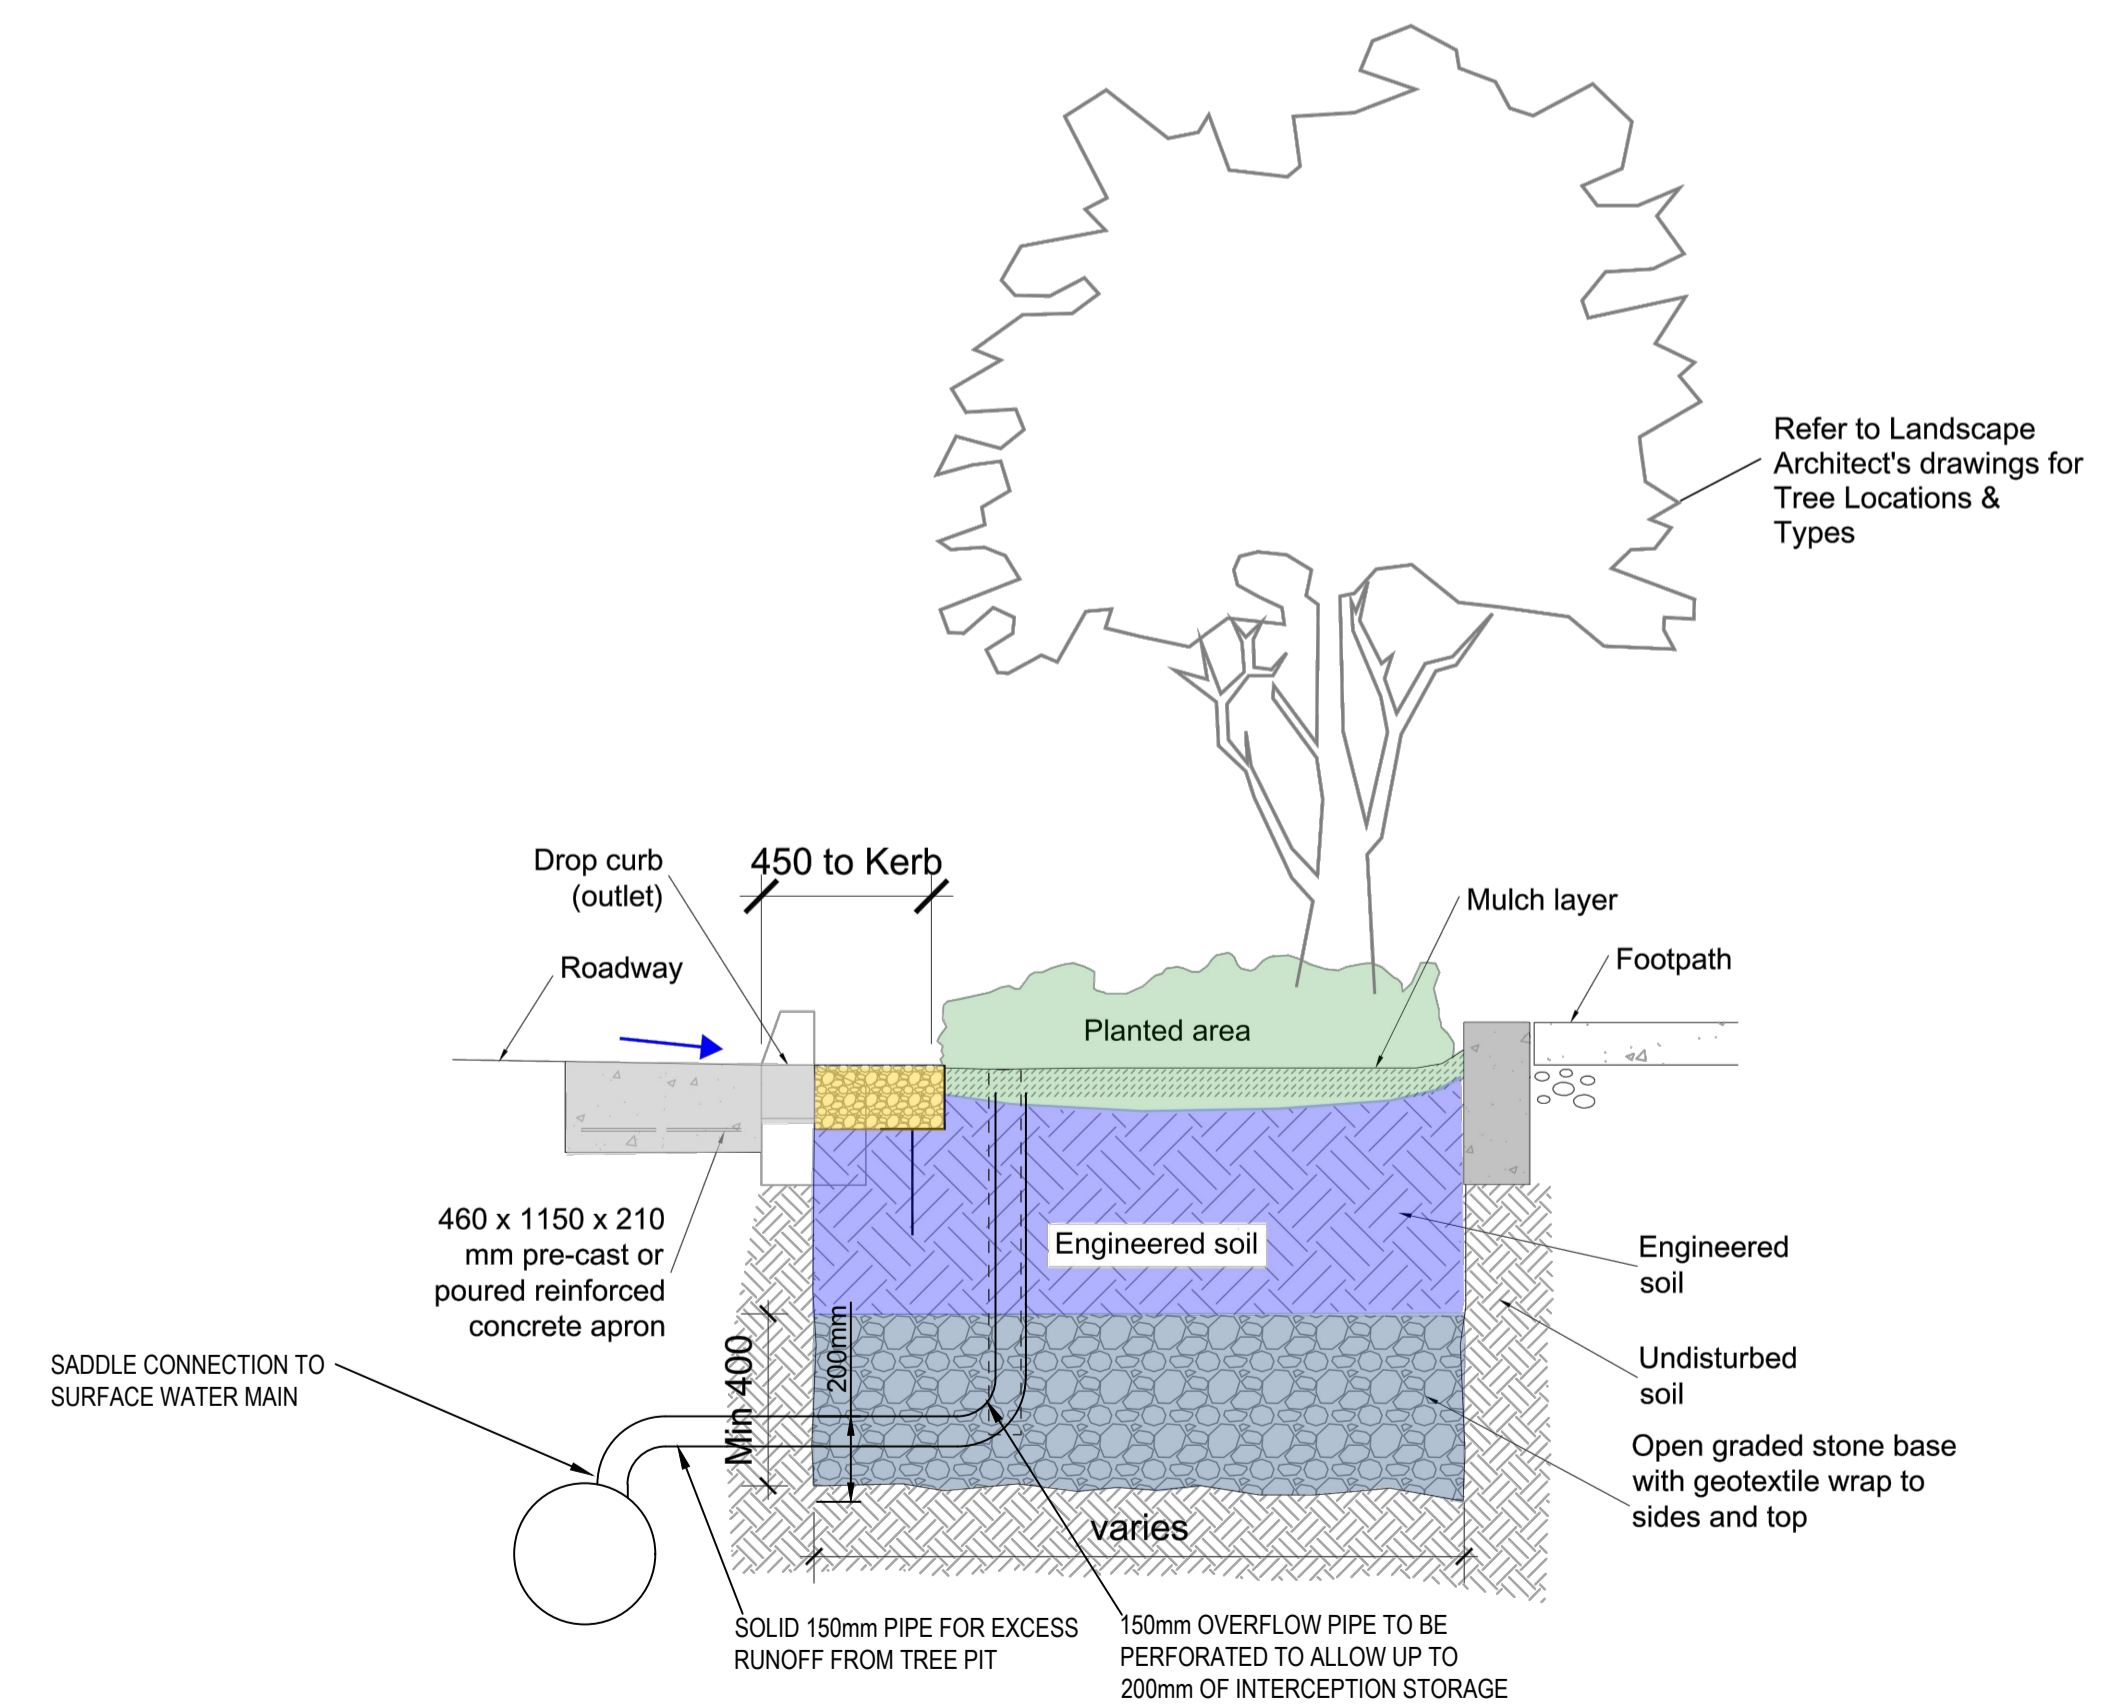 Refer to Landscape
Architect's drawings for
Tree Locations &
Types
Drop curb
(outlet)
450 to Kerb
Mulch layer
Roadway
Footpath
Planted area
460 x 1150 x 210
mm pre-cast or
poured reinforced
concrete apron
Engineered soil
Engineered
soil
Min 400
200mm
SADDLE CONNECTION TO
SURFACE WATER MAIN
Undisturbed
soil
Open graded stone base
with geotextile wrap to
sides and top
varies
SOLID 150mm PIPE FOR EXCESS
RUNOFF FROM TREE PIT
150mm OVERFLOW PIPE TO BE
PERFORATED TO ALLOW UP TO
200mm OF INTERCEPTION STORAGE